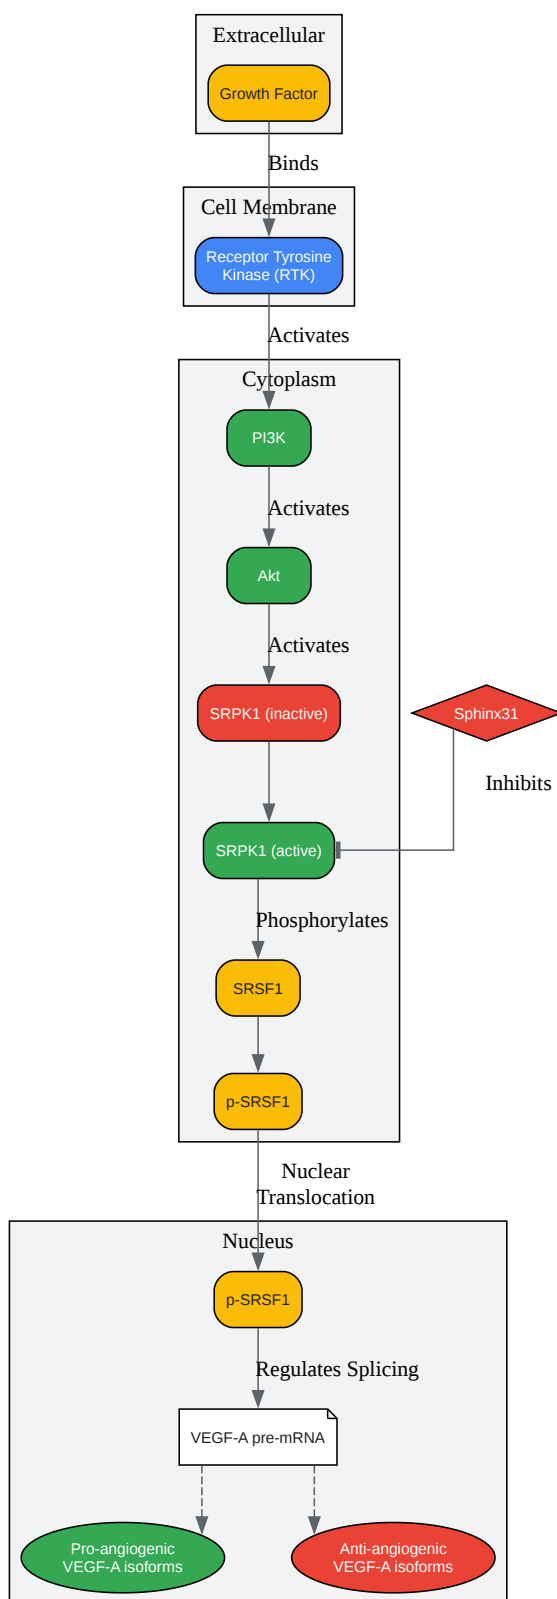 Extracellular
Growth Factor
Binds
Cell Membrane
Receptor Tyrosine
Kinase (RTK)
Activates
Cytoplasm
PI3K
Activates
Akt
Activates
SRPK1 (inactive)
Sphinx31
Inhibits
SRPK1 (active)
Phosphorylates
SRSF1
p-SRSF1
Nuclear
Translocation
Nucleus
p-SRSF1
Regulates Splicing
VEGF-A pre-mRNA
Pro-angiogenic
VEGF-A isoforms
Anti-angiogenic
VEGF-A isoforms